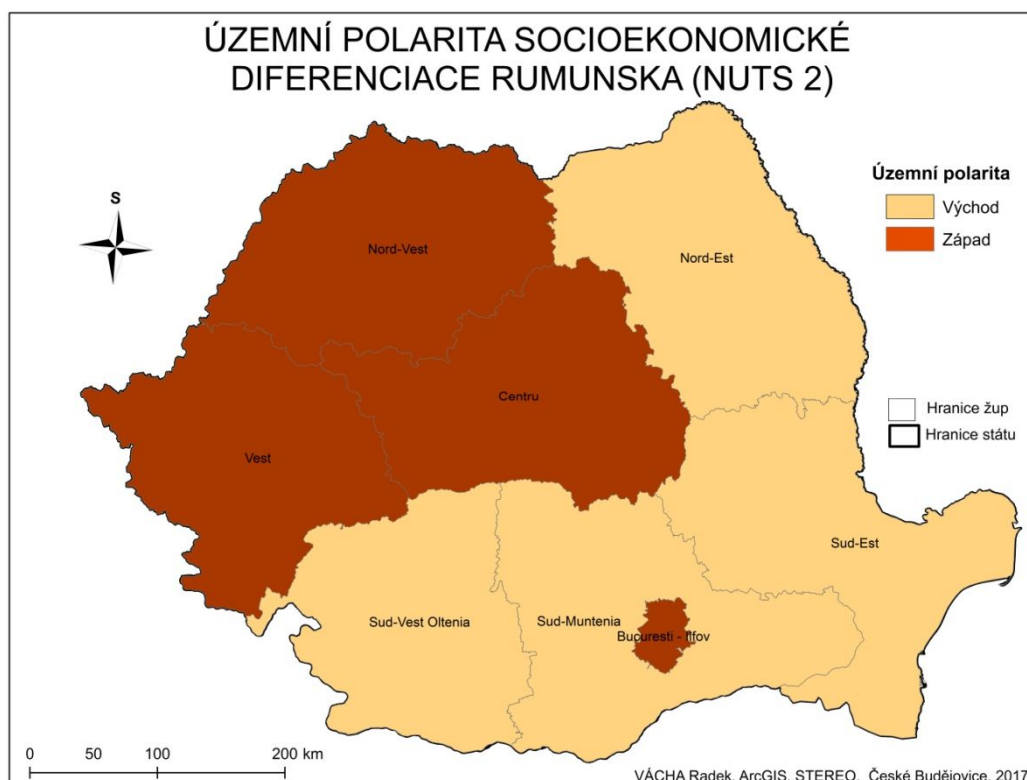 ÚZEMNÍ POLARITA SOCIOEKONOMICKÉ
DIFERENCIACE RUMUNSKA (NUTS 2)
Územní polarita
Východ
Západ
S
Nord-Vest
Nord-Est
Centru
Hranice žup
Hranice státu
Vest
Sud-Est
Sud-Vest Oltenia
Sud-Muntenia
Bucuresti - Ilfov
0 50 100 200 km
VÁCHA Radek, ArcGIS, STEREO, České Budějovice, 2017